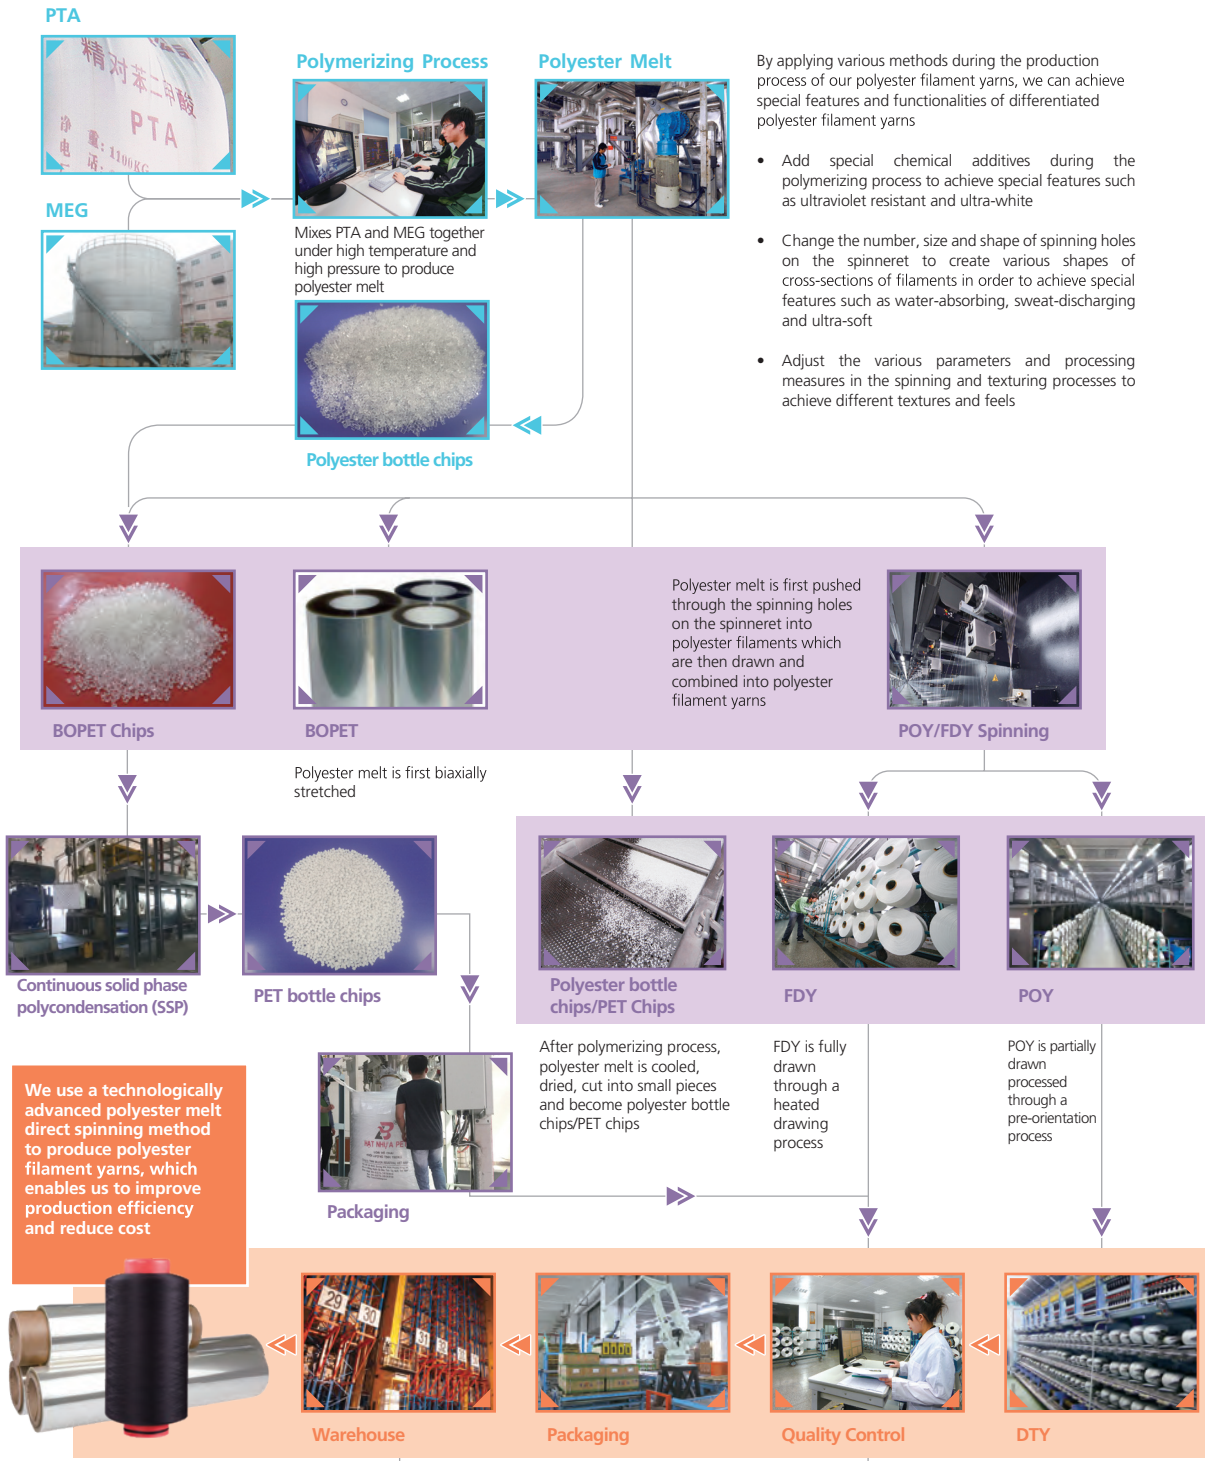 PTA
精对苯二甲酸
PTA
净 重：1100KG
电 话：
MEG
Polymerizing Process
Mixes PTA and MEG together
under high temperature and
high pressure to produce
polyester melt
Polyester Melt
By applying various methods during the production
process of our polyester filament yarns, we can achieve
special features and functionalities of differentiated
polyester filament yarns
• Add special chemical additives during the
polymerizing process to achieve special features such
as ultraviolet resistant and ultra-white
• Change the number, size and shape of spinning holes
on the spinneret to create various shapes of
cross-sections of filaments in order to achieve special
features such as water-absorbing, sweat-discharging
and ultra-soft
• Adjust the various parameters and processing
measures in the spinning and texturing processes to
achieve different textures and feels
Polyester bottle chips
BOPET Chips
BOPET
Polyester melt is first pushed
through the spinning holes
on the spinneret into
polyester filaments which
are then drawn and
combined into polyester
filament yarns
POY/FDY Spinning
Polyester melt is first biaxially
stretched
Continuous solid phase
polycondensation (SSP)
PET bottle chips
Polyester bottle
chips/PET Chips
FDY
POY
After polymerizing process,
polyester melt is cooled,
dried, cut into small pieces
and become polyester bottle
chips/PET chips
FDY is fully
drawn
through a
heated
drawing
process
POY is partially
drawn
processed
through a
pre-orientation
process
HẠT NHỰA PET
Packaging
We use a technologically
advanced polyester melt
direct spinning method
to produce polyester
filament yarns, which
enables us to improve
production efficiency
and reduce cost
29
30
31
Warehouse
Packaging
Quality Control
DTY